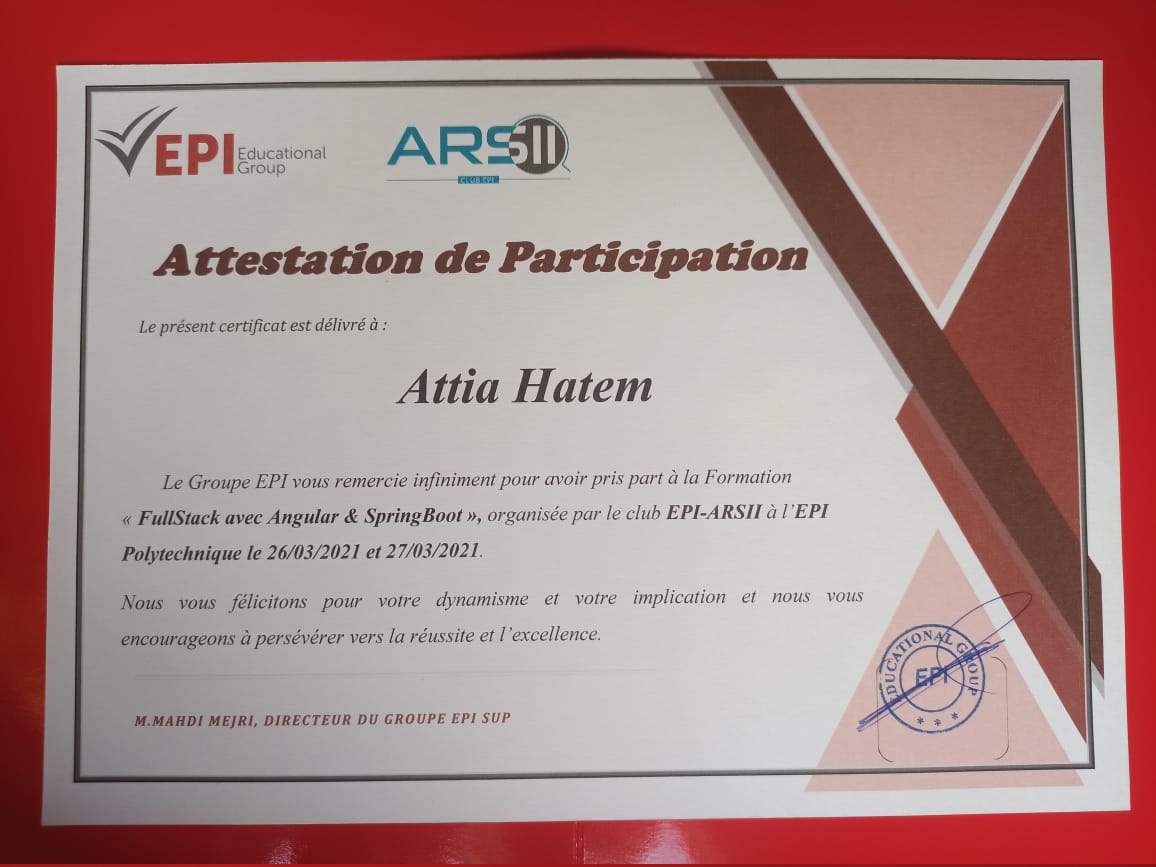 EPI Educational Group
ARSII
CLUB EPI
Attestation de Participation
Le présent certificat est délivré à :
Attia Hatem
Le Groupe EPI vous remercie infiniment pour avoir pris part à la Formation
« FullStack avec Angular & SpringBoot », organisée par le club EPI-ARSII à l'EPI
Polytechnique le 26/03/2021 et 27/03/2021.
Nous vous félicitons pour votre dynamisme et votre implication et nous vous
encourageons à persévérer vers la réussite et l'excellence.
M.MAHDI MEJRI, DIRECTEUR DU GROUPE EPI SUP
EDUCATIONAL GROUP
EPI
* * *